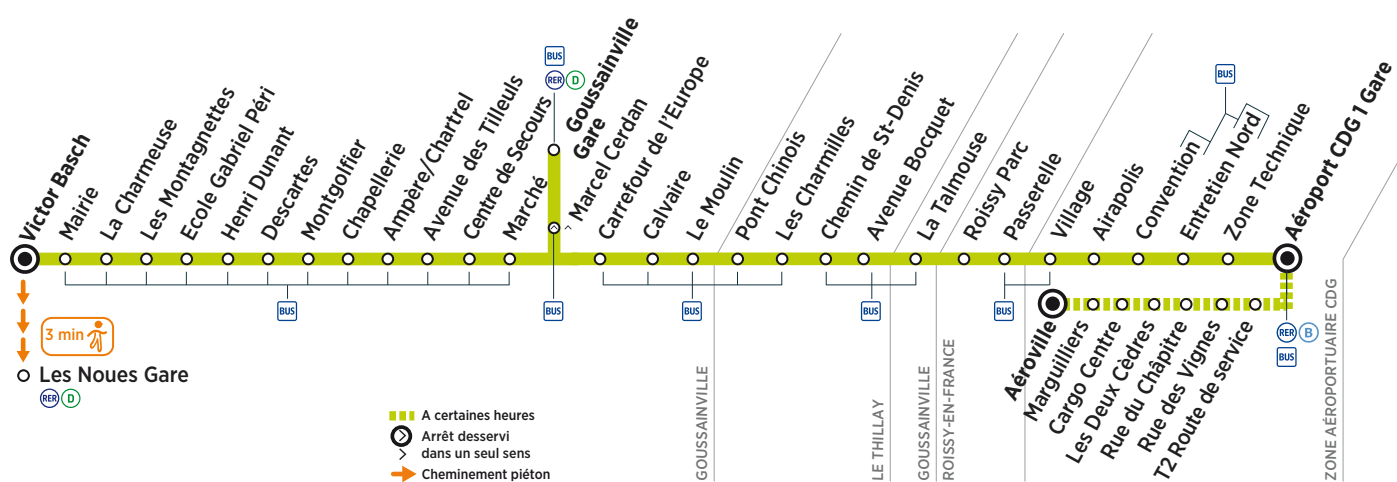 Victor Basch
Mairie
La Charmeuse
Les Montagnettes
Ecole Gabriel Péri
Henri Dunant
Descartes
Montgolfier
Chapellerie
Ampère/Chartrel
Avenue des Tilleuls
Centre de Secours
Marché
BUS
RER D
Goussainville
Gare
Marcel Cerdan
Carrefour de l'Europe
Calvaire
Le Moulin
Pont Chinois
Les Charmilles
Chemin de St-Denis
Avenue Bocquet
La Talmouse
Roissy Parc
Passerelle
Village
Airapolis
Convention
BUS
Entretien Nord
Zone Technique
Aéroport CDG 1 Gare
BUS
BUS
BUS
BUS
BUS
RER B
BUS
3 min
Les Noues Gare
RER D
Aéroville
Marguilliers
Cargo Centre
Les Deux Cèdres
Rue du Châpitre
Rue des Vignes
T2 Route de service
GOUSSAINVILLE
LE THILLAY
GOUSSAINVILLE
ROISSY-EN-FRANCE
ZONE AÉROPORTUAIRE CDG
A certaines heures
Arrêt desservi
dans un seul sens
Cheminement piéton